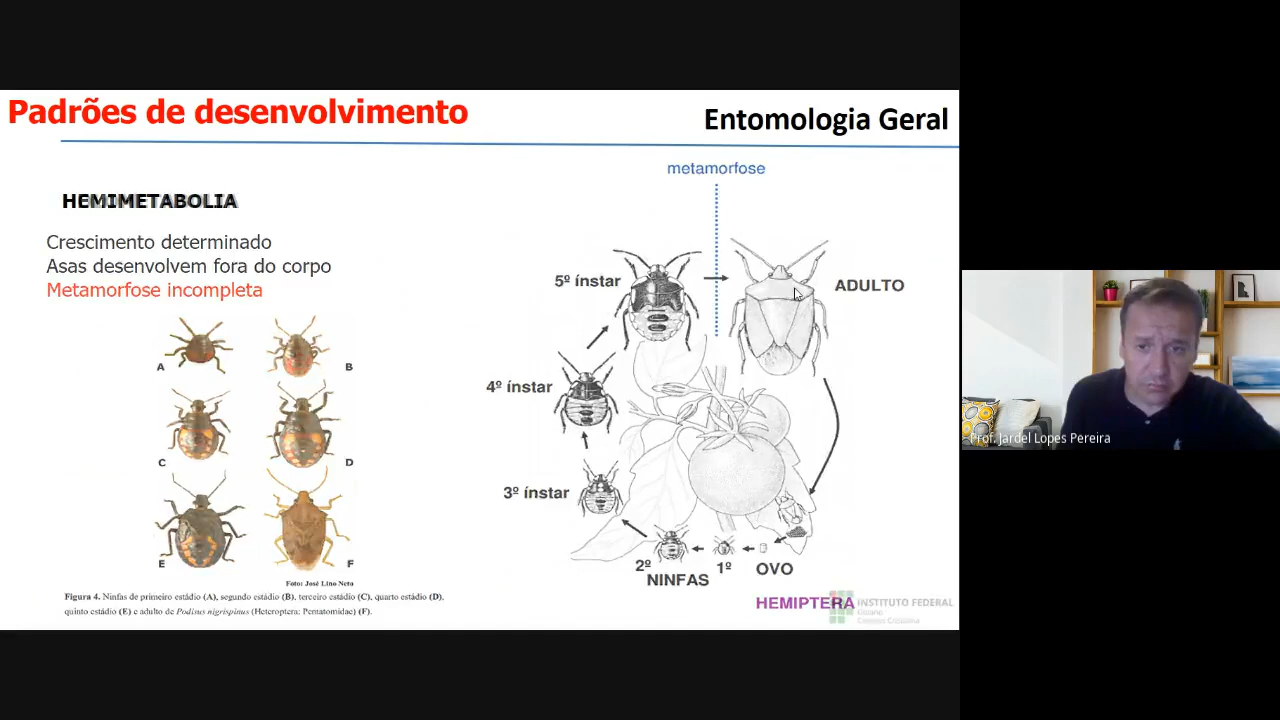 Padrões de desenvolvimento
Entomologia Geral
HEMIMETABOLIA
Crescimento determinado
Asas desenvolvem fora do corpo
Metamorfose incompleta
A
B
C
D
E
F
Foto: José Lino Neto
Figura 4. Ninfas de primeiro estádio (A), segundo estádio (B), terceiro estádio (C), quarto estádio (D),
quinto estádio (E) e adulto de Podisus nigrispinus (Heteroptera: Pentatomidae) (F).
metamorfose
5º ínstar
ADULTO
4º ínstar
3º ínstar
2º
1º
OVO
NINFAS
HEMIPTERA
INSTITUTO FEDERAL
Goiano
Prof. Jardel Lopes Pereira